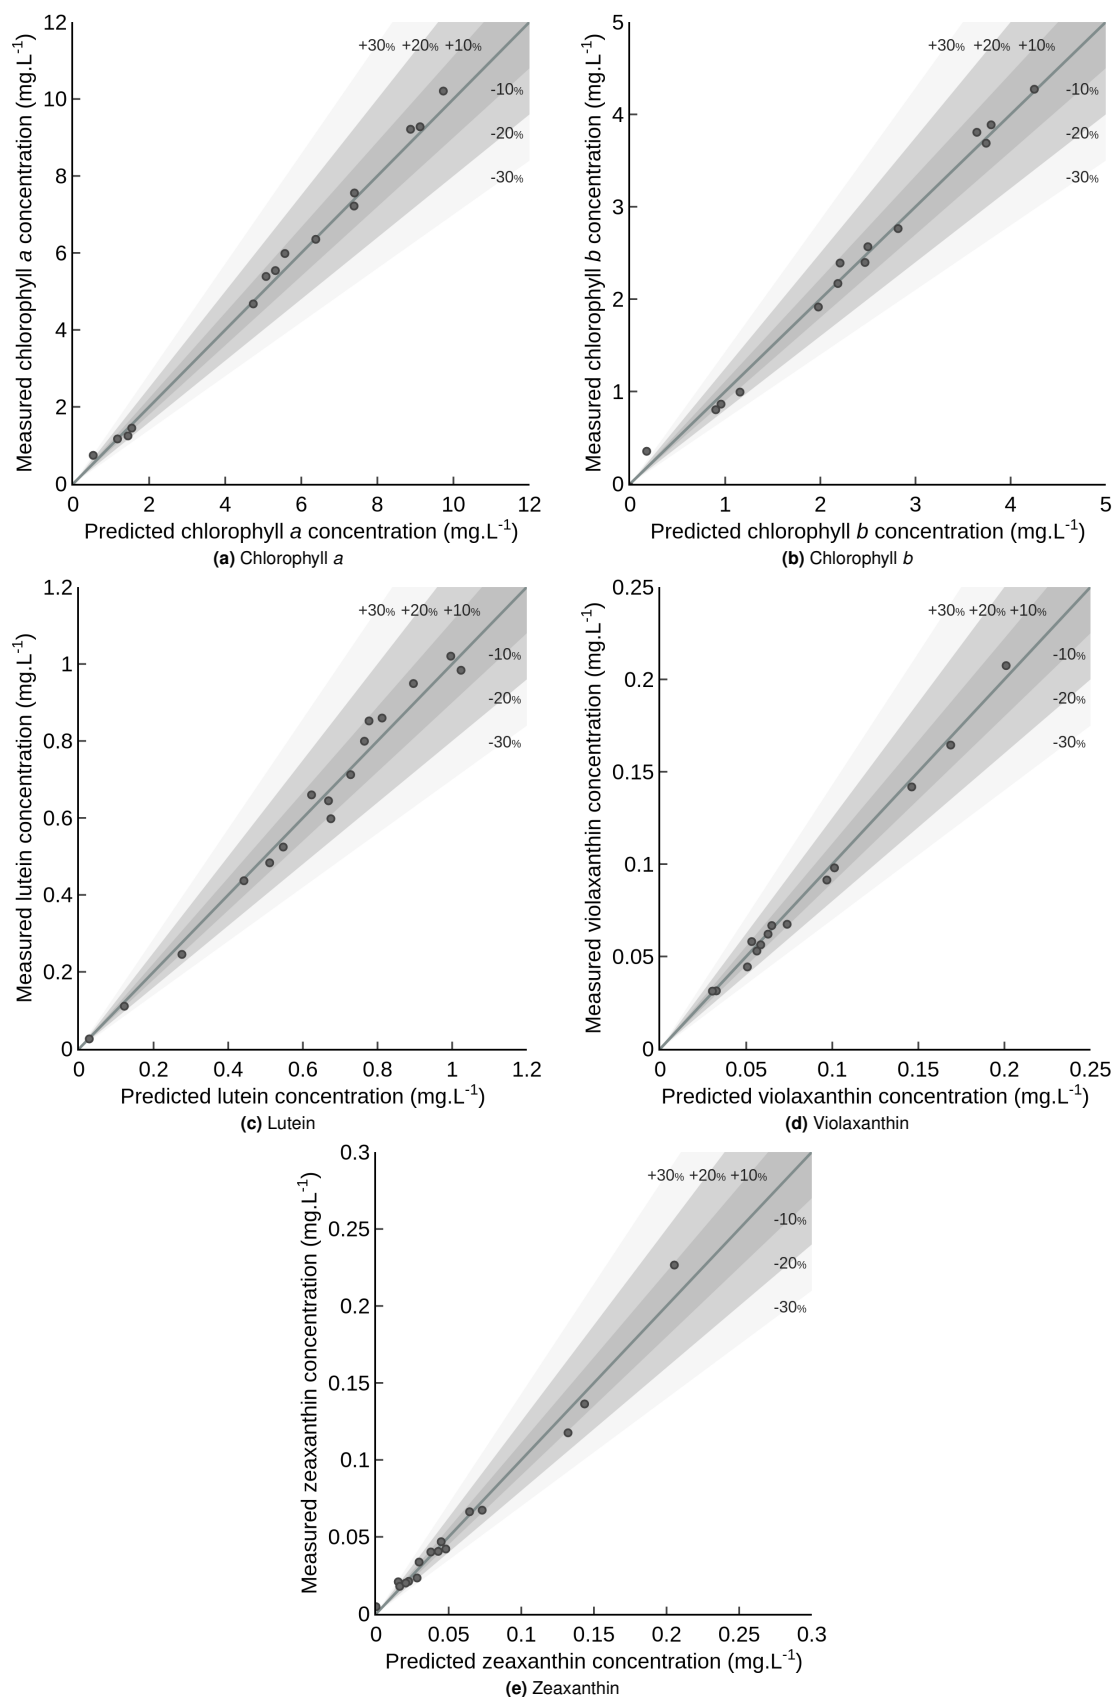 12
10
8
6
4
2
0
0 2 4 6 8 10 12
+30% +20% +10%
-10%
-20%
-30%
Measured chlorophyll a concentration (mg.L-1)
Predicted chlorophyll a concentration (mg.L-1)
(a) Chlorophyll a
5
4
3
2
1
0
0 1 2 3 4 5
+30% +20% +10%
-10%
-20%
-30%
Measured chlorophyll b concentration (mg.L-1)
Predicted chlorophyll b concentration (mg.L-1)
(b) Chlorophyll b
1.2
1
0.8
0.6
0.4
0.2
0
0 0.2 0.4 0.6 0.8 1 1.2
+30% +20% +10%
-10%
-20%
-30%
Measured lutein concentration (mg.L-1)
Predicted lutein concentration (mg.L-1)
(c) Lutein
0.25
0.2
0.15
0.1
0.05
0
0 0.05 0.1 0.15 0.2 0.25
+30% +20% +10%
-10%
-20%
-30%
Measured violaxanthin concentration (mg.L-1)
Predicted violaxanthin concentration (mg.L-1)
(d) Violaxanthin
0.3
0.25
0.2
0.15
0.1
0.05
0
0 0.05 0.1 0.15 0.2 0.25 0.3
+30% +20% +10%
-10%
-20%
-30%
Measured zeaxanthin concentration (mg.L-1)
Predicted zeaxanthin concentration (mg.L-1)
(e) Zeaxanthin